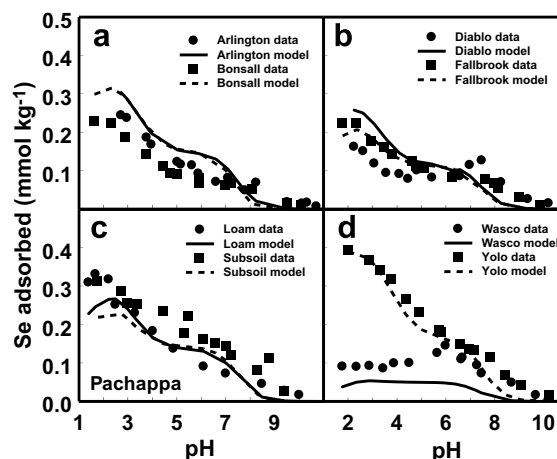 0.5
0.4
0.3
0.2
0.1
a
Arlington data
Arlington model
Bonsall data
Bonsall model
b
Diablo data
Diablo model
Fallbrook data
Fallbrook model
Se adsorbed (mmol kg-1)
0.4
0.3
0.2
0.1
0.0
c
Loam data
Loam model
Subsoil data
Subsoil model
Pachappa
d
Wasco data
Wasco model
Yolo data
Yolo model
1 3 5 7 9
2 4 6 8 10
pH
pH